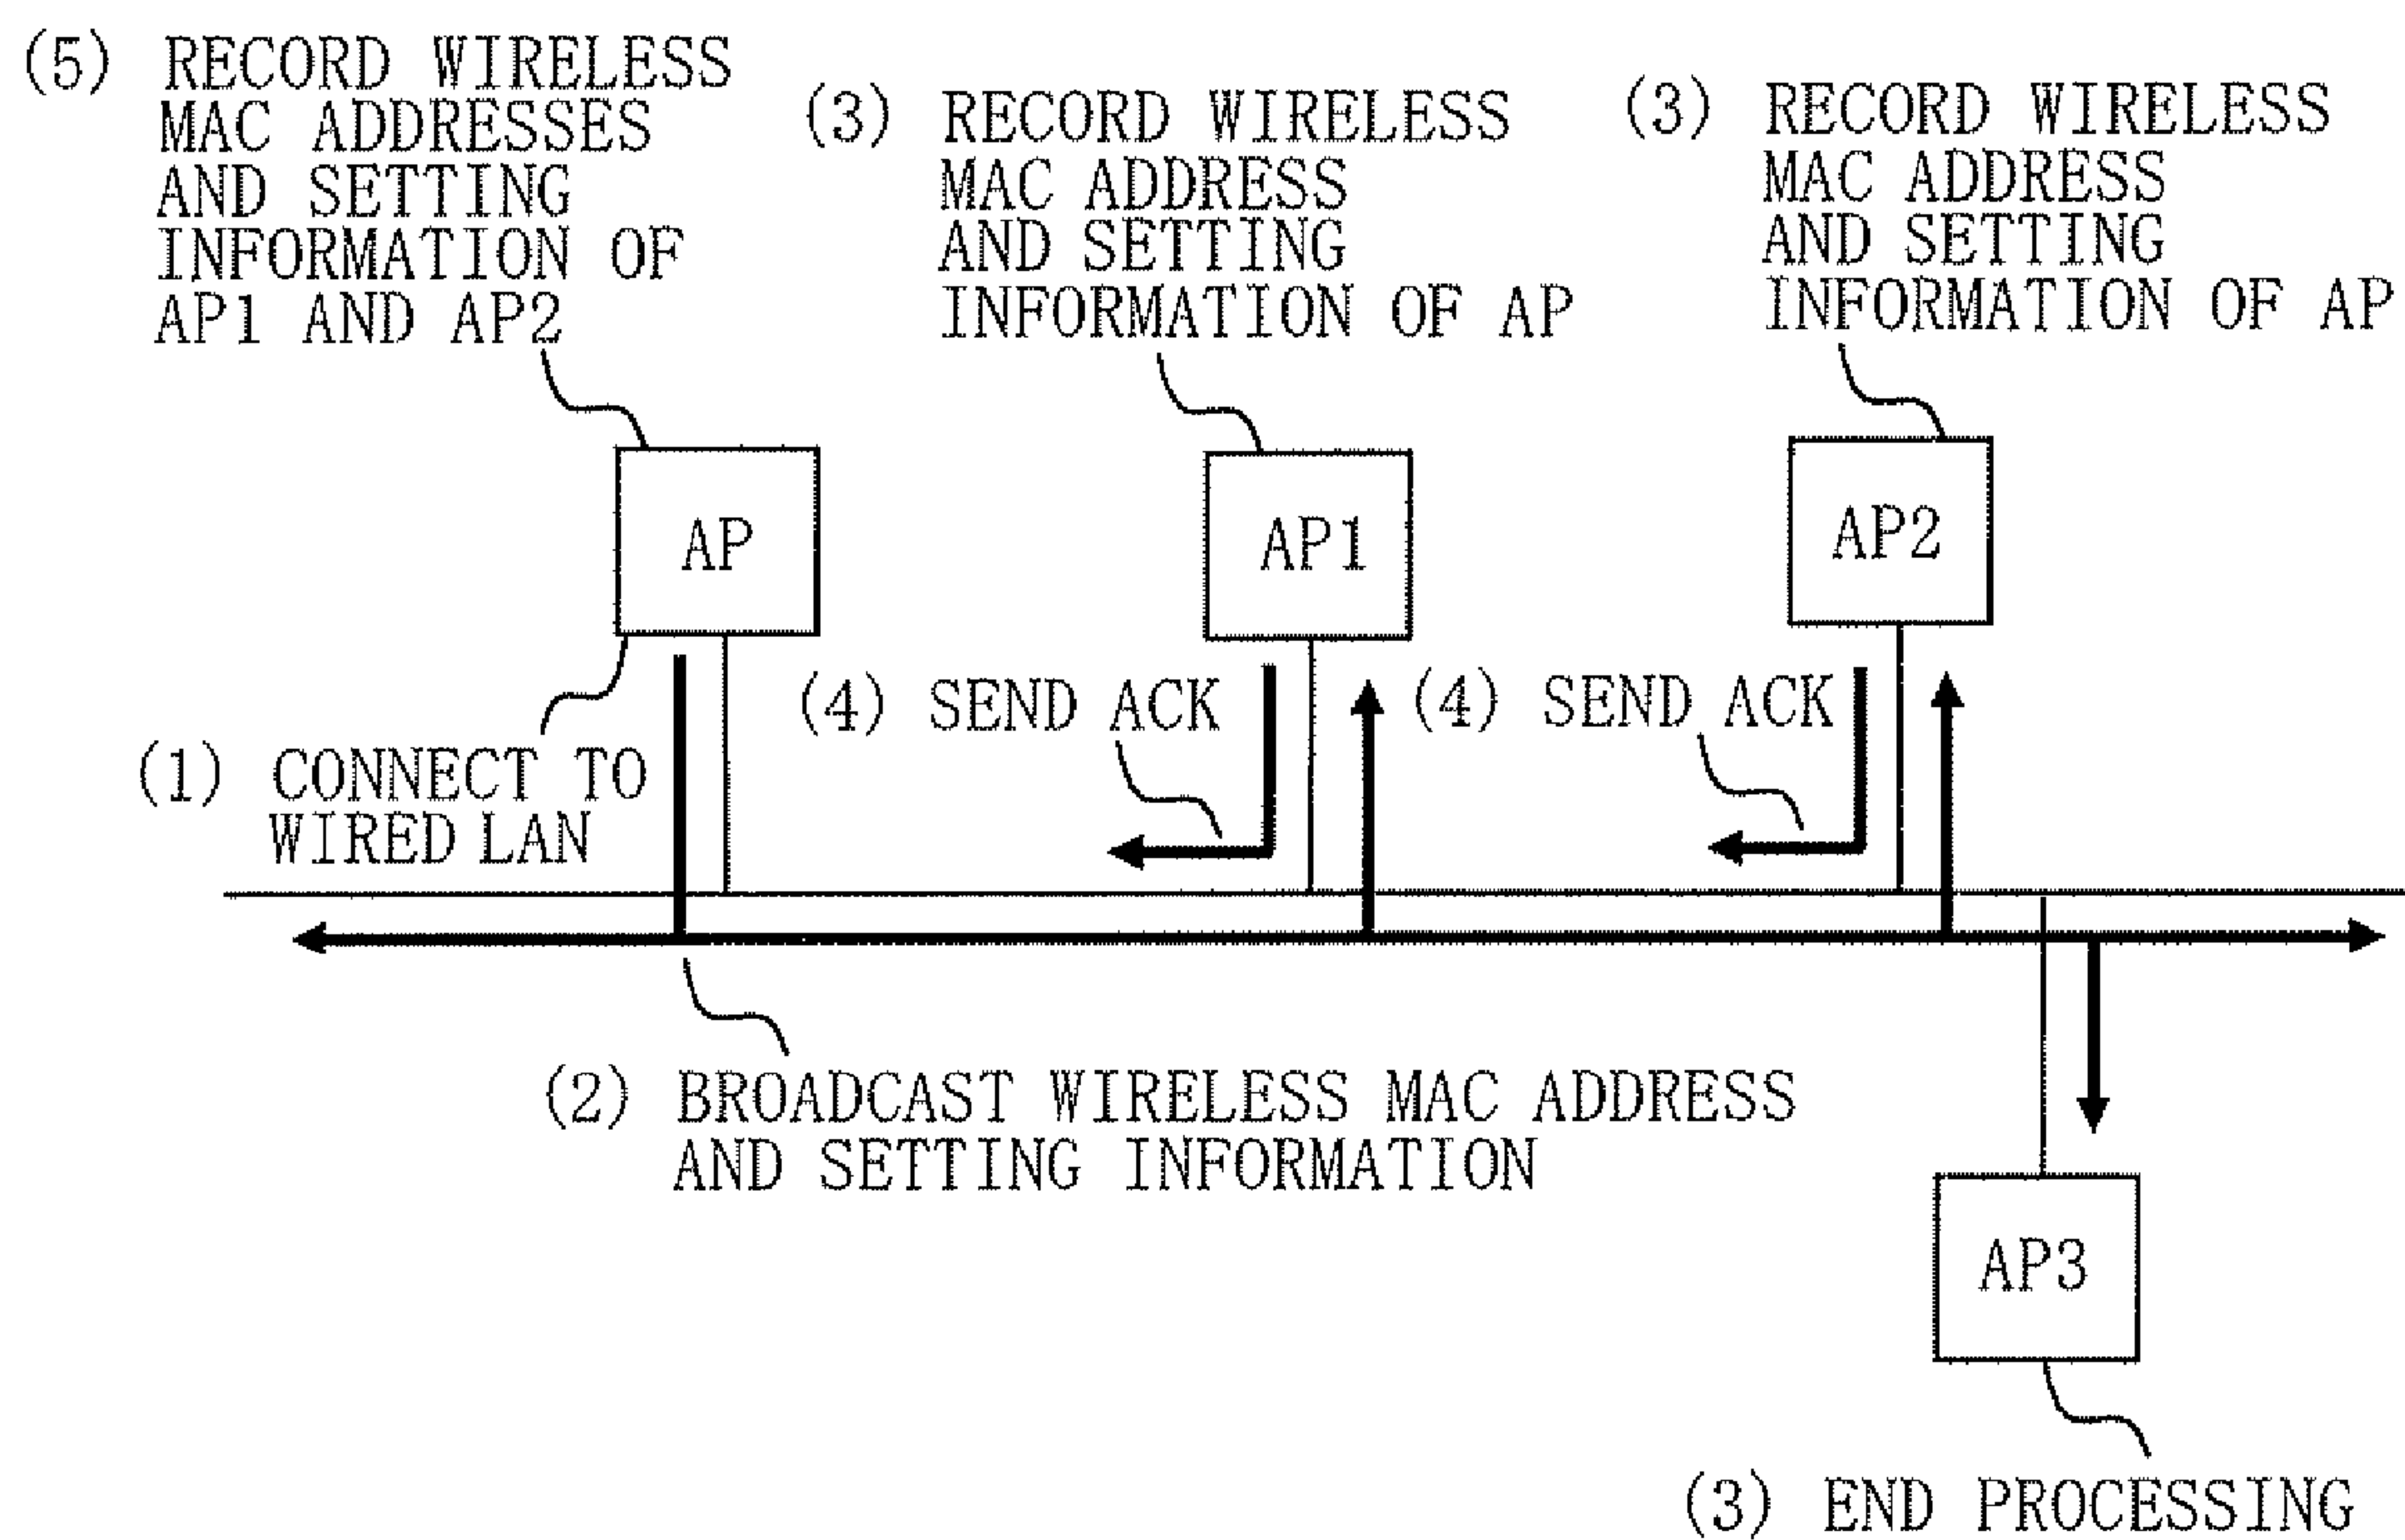 (5) RECORD WIRELESS
MAC ADDRESSES
AND SETTING
INFORMATION OF
AP1 AND AP2
(3) RECORD WIRELESS
MAC ADDRESS
AND SETTING
INFORMATION OF AP
(3) RECORD WIRELESS
MAC ADDRESS
AND SETTING
INFORMATION OF AP
AP
AP1
AP2
(4) SEND ACK
(4) SEND ACK
(1) CONNECT TO
WIRED LAN
(2) BROADCAST WIRELESS MAC ADDRESS
AND SETTING INFORMATION
AP3
(3) END PROCESSING